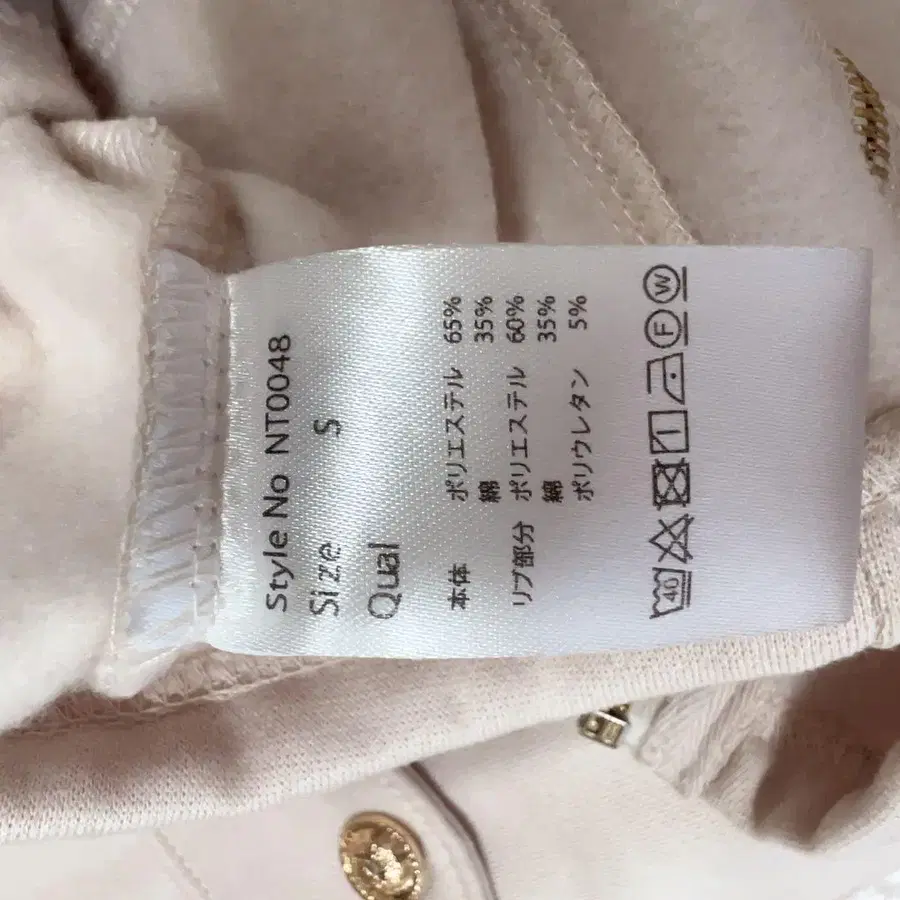 Style No NT0048
Size S
Qual
本体 ポリエステル 65%
綿 35%
リブ部分 ポリエステル 60%
綿 35%
ポリウレタン 5%
40 F W